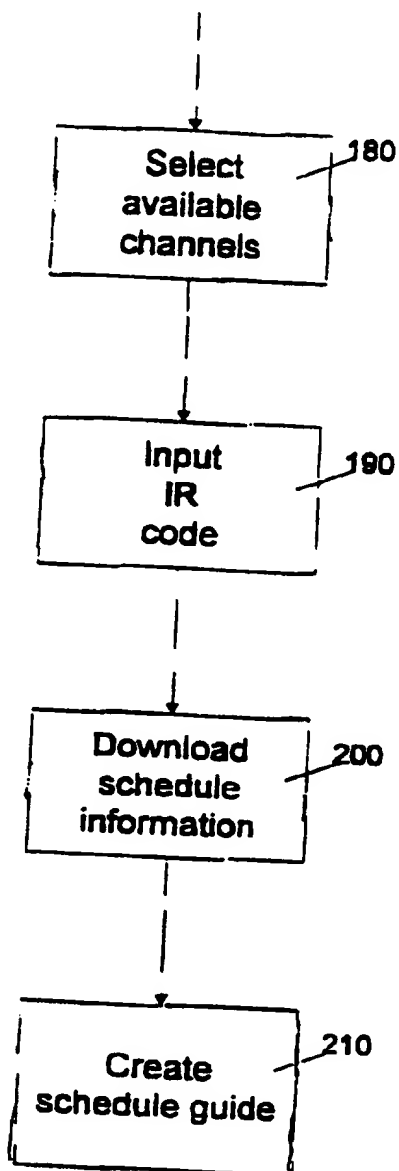 180
Select
available
channels
190
Input
IR
code
200
Download
schedule
information
210
Create
schedule guide